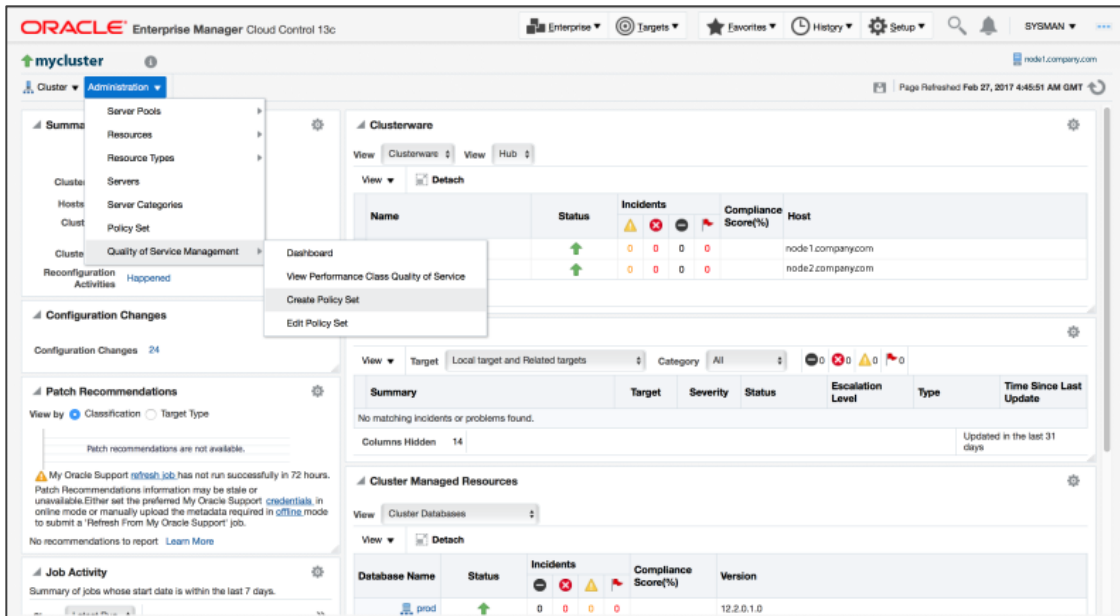 ORACLE Enterprise Manager Cloud Control 13c
Enterprise Targets Favorites History Setup SYSMAN
mycluster
node1.company.com
Cluster Administration
Page Refreshed Feb 27, 2017 4:45:51 AM GMT
Server Pools
Resources
Resource Types
Servers
Server Categories
Policy Set
Quality of Service Management
Dashboard
View Performance Class Quality of Service
Create Policy Set
Edit Policy Set
Reconfiguration Activities Happened
Configuration Changes
Configuration Changes 24
Patch Recommendations
View by Classification Target Type
Patch recommendations are not available.
My Oracle Support refresh job has not run successfully in 72 hours.
Patch Recommendations information may be stale or
unavailable.Either set the preferred My Oracle Support credentials in
online mode or manually upload the metadata required in offline mode
to submit a 'Refresh From My Oracle Support' job.
No recommendations to report Learn More
Job Activity
Summary of jobs whose start date is within the last 7 days.
Clusterware
View Clusterware View Hub
View Detach
Name Status Incidents Compliance Score(%) Host
0 0 0 0 node1.company.com
0 0 0 0 node2.company.com
View Target Local target and Related targets Category All 0 0 0 0
Summary Target Severity Status Escalation Level Type Time Since Last Update
No matching incidents or problems found.
Columns Hidden 14 Updated in the last 31 days
Cluster Managed Resources
View Cluster Databases
View Detach
Database Name Status Incidents Compliance Score(%) Version
prod 0 0 0 0 12.2.0.1.0